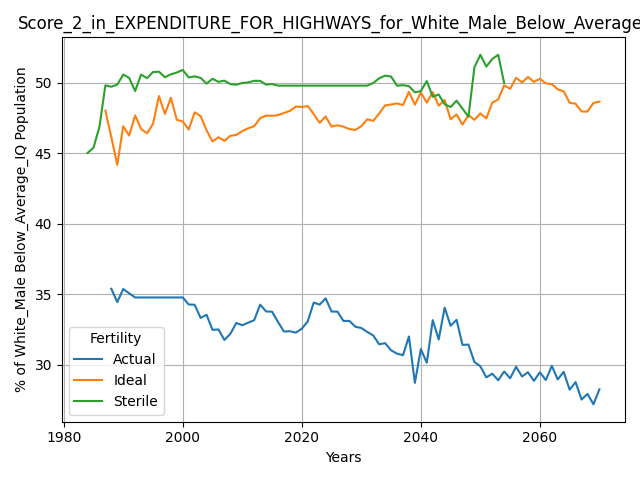 Score_2_in_EXPENDITURE_FOR_HIGHWAYS_for_White_Male_Below_Average
% of White_Male Below_Average_IQ Population
50
45
40
35
30
Fertility
Actual
Ideal
Sterile
1980
2000
2020
2040
2060
Years